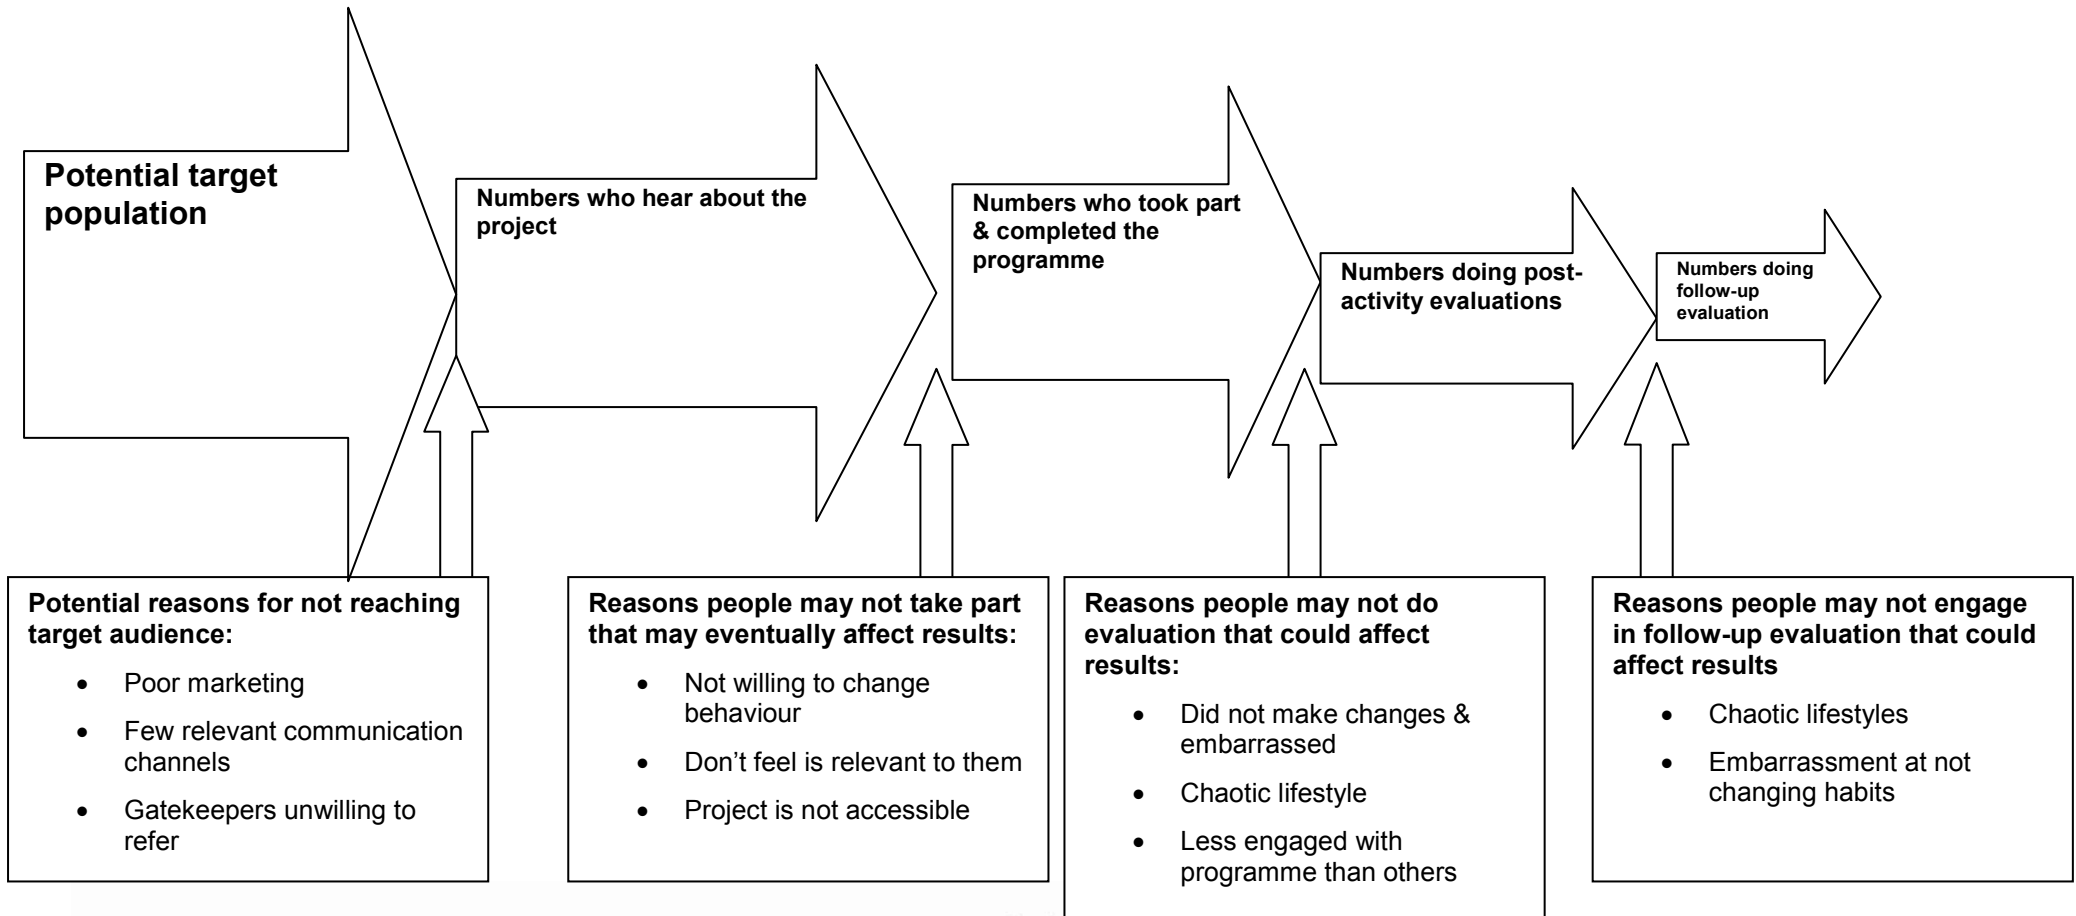 Potential target
population
Numbers who hear about the
project
Numbers who took part
& completed the
programme
Numbers doing post-
activity evaluations
Numbers doing
follow-up
evaluation
Potential reasons for not reaching
target audience:
• Poor marketing
• Few relevant communication
channels
• Gatekeepers unwilling to
refer
Reasons people may not take part
that may eventually affect results:
• Not willing to change
behaviour
• Don’t feel is relevant to them
• Project is not accessible
Reasons people may not do
evaluation that could affect
results:
• Did not make changes &
embarrassed
• Chaotic lifestyle
• Less engaged with
programme than others
Reasons people may not engage
in follow-up evaluation that could
affect results
• Chaotic lifestyles
• Embarrassment at not
changing habits